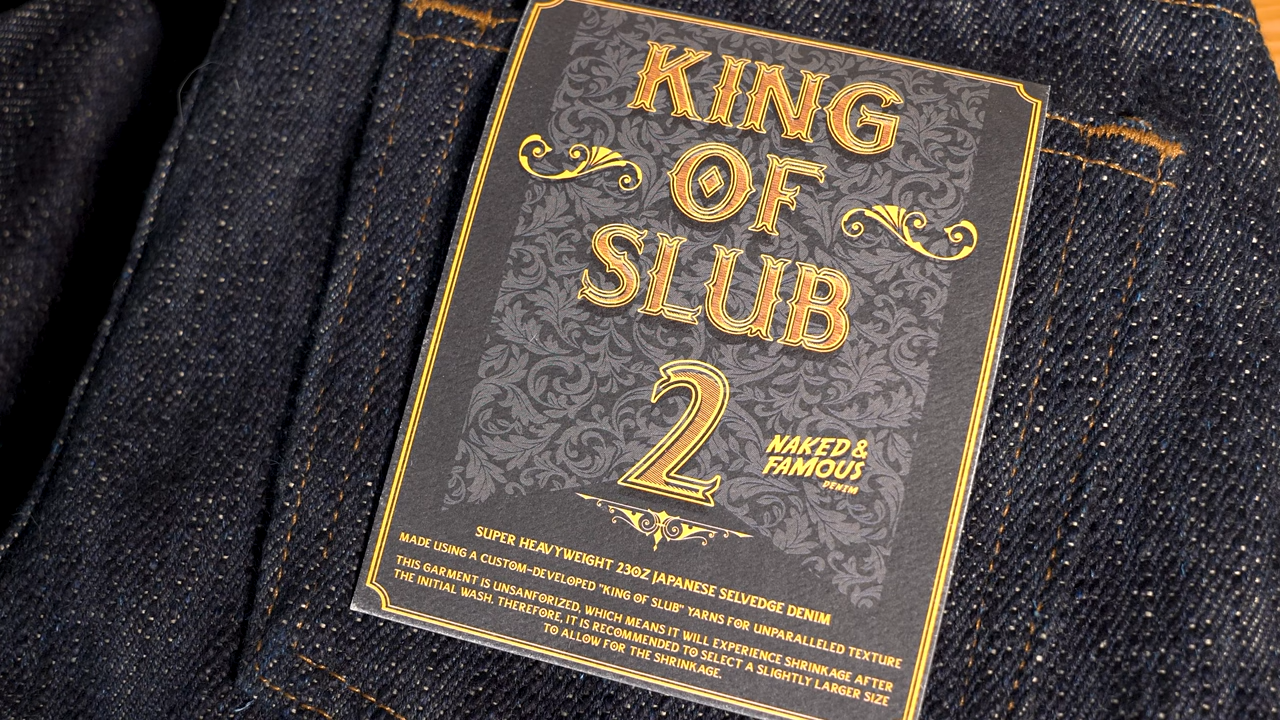 KING
OF
SLUB
2
NAKED &
FAMOUS
DENIM
SUPER HEAVYWEIGHT 23OZ JAPANESE SELVEDGE DENIM
MADE USING A CUSTOM-DEVELOPED "KING OF SLUB" YARNS FOR UNPARALLELED TEXTURE
THIS GARMENT IS UNSANFORIZED, WHICH MEANS IT WILL EXPERIENCE SHRINKAGE AFTER
THE INITIAL WASH. THEREFORE, IT IS RECOMMENDED TO SELECT A SLIGHTLY LARGER SIZE
TO ALLOW FOR THE SHRINKAGE.